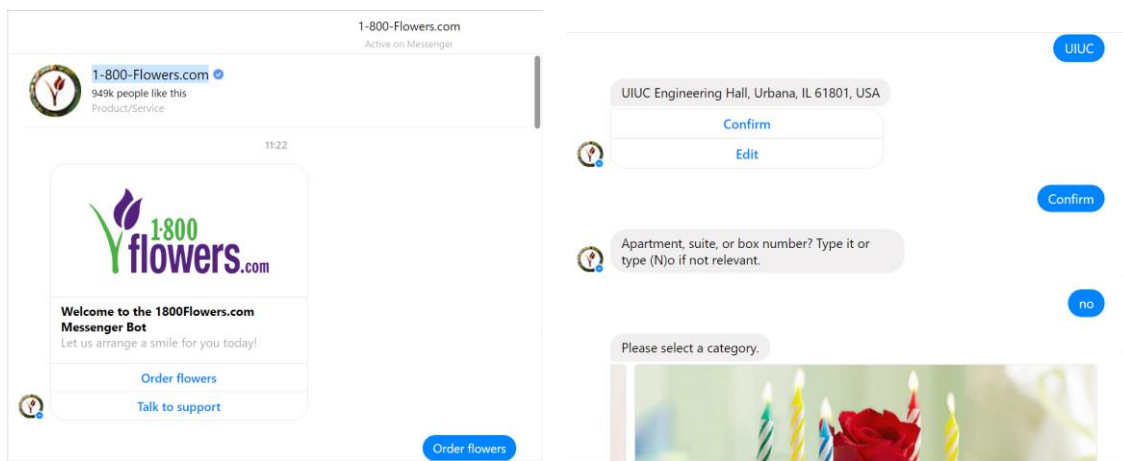 1-800-Flowers.com
Active on Messenger
1-800-Flowers.com
949k people like this
Product/Service
11:22
1·800
flowers.com
Welcome to the 1800Flowers.com
Messenger Bot
Let us arrange a smile for you today!
Order flowers
Talk to support
Order flowers
UIUC
UIUC Engineering Hall, Urbana, IL 61801, USA
Confirm
Edit
Confirm
Apartment, suite, or box number? Type it or
type (N)o if not relevant.
no
Please select a category.